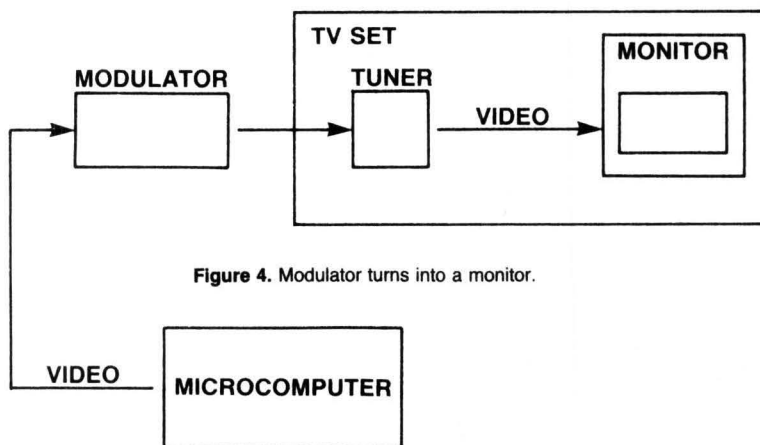 TV SET
MODULATOR
TUNER
MONITOR
VIDEO
Figure 4. Modulator turns into a monitor.
VIDEO
MICROCOMPUTER